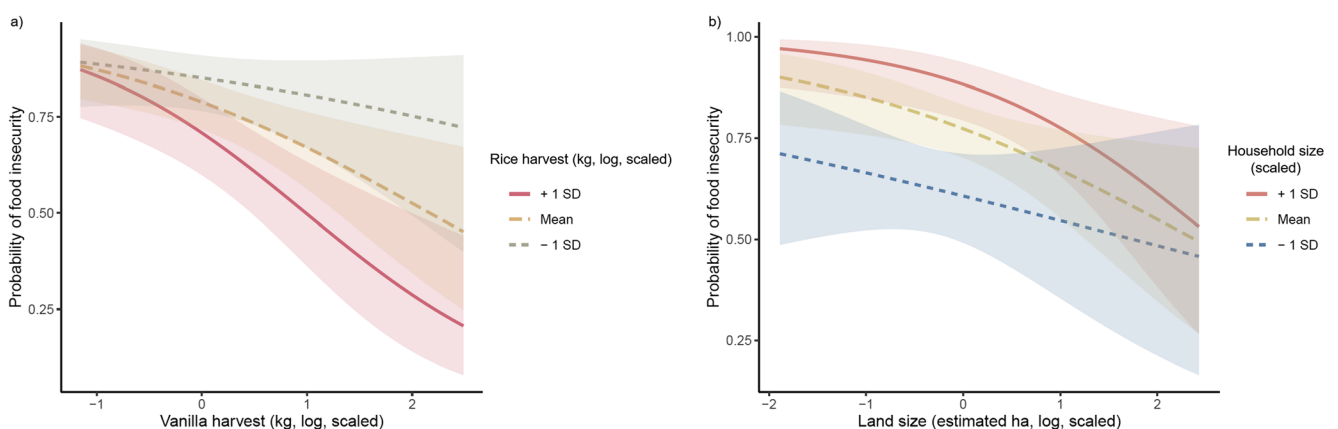 a)
Probability of food insecurity
0.75
0.50
0.25
−1
0
1
2
Vanilla harvest (kg, log, scaled)
Rice harvest (kg, log, scaled)
+ 1 SD
Mean
− 1 SD
b)
Probability of food insecurity
1.00
0.75
0.50
0.25
−2
−1
0
1
2
Land size (estimated ha, log, scaled)
Household size
(scaled)
+ 1 SD
Mean
− 1 SD